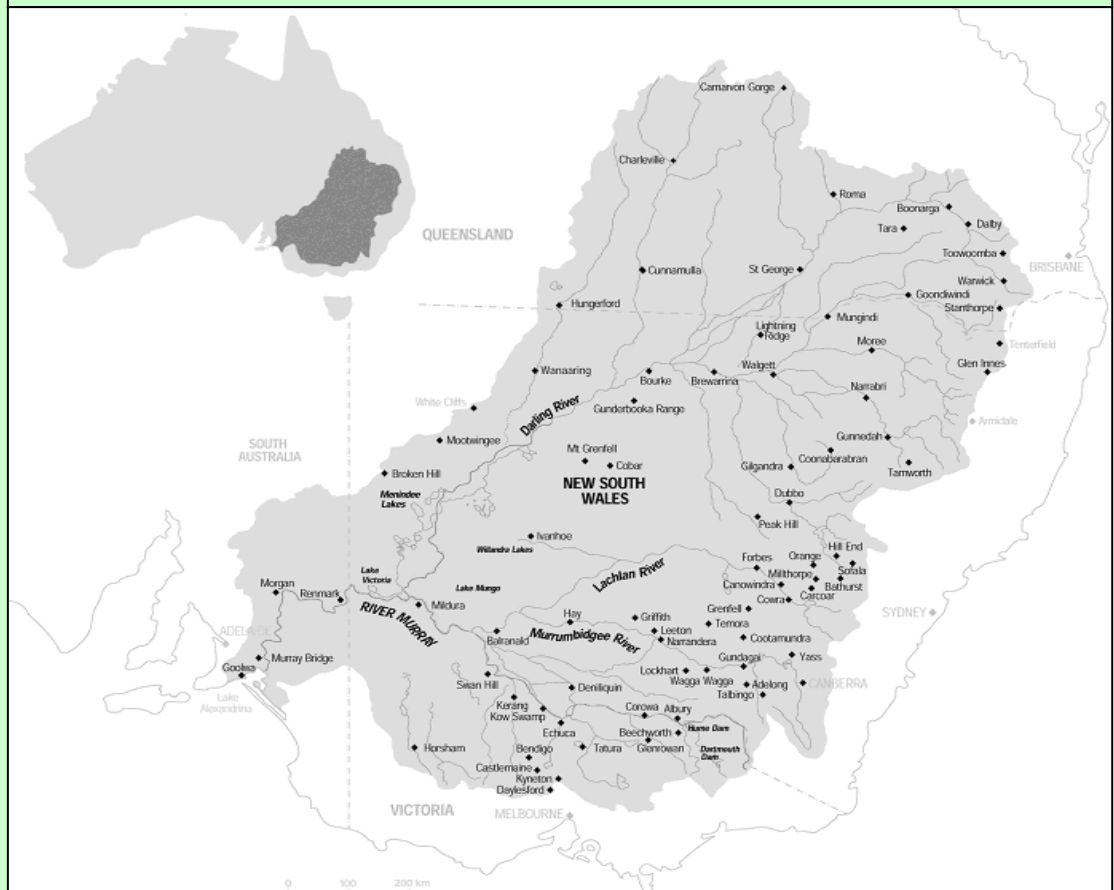 Carnarvon Gorge
Charleville
Roma
Boonarga
Dalby
Tara
QUEENSLAND
Toowoomba
BRISBANE
Cunnamulla
St George
Warwick
Goondiwindi
Hungerford
Stanthorpe
Mungindi
Lightning
Ridge
Moree
Tenterfield
Glen Innes
Wanaaring
Bourke
Brewarrina
Walgett
Narrabri
White Cliffs
Darling River
Gunderbooka Range
Armidale
Mootwingee
SOUTH
AUSTRALIA
Mt Grenfell
Gunnedah
Coonabarabran
Broken Hill
Cobar
Gilgandra
Tamworth
NEW SOUTH
WALES
Menindee
Lakes
Dubbo
Peak Hill
Ivanhoe
Willandra Lakes
Hill End
Orange
Forbes
Sofala
Lake
Victoria
Lachlan River
Millthorpe
Bathurst
Lake Mungo
Canowindra
Carcoar
Morgan
Renmark
Cowra
Mildura
RIVER MURRAY
Grenfell
SYDNEY
Hay
Griffith
Temora
ADELAIDE
Balranald
Murrumbidgee River
Leeton
Narrandera
Cootamundra
Murray Bridge
Goolwa
Gundagai
Yass
Swan Hill
Lockhart
Wagga Wagga
Adelong
CANBERRA
Deniliquin
Talbingo
Lake
Alexandrina
Kerang
Kow Swamp
Corowa
Albury
Echuca
Beechworth
Hume Dam
Horsham
Bendigo
Tatura
Glenrowan
Dartmouth
Dam
Castlemaine
Kyneton
Daylesford
VICTORIA
MELBOURNE
0 100 200 km